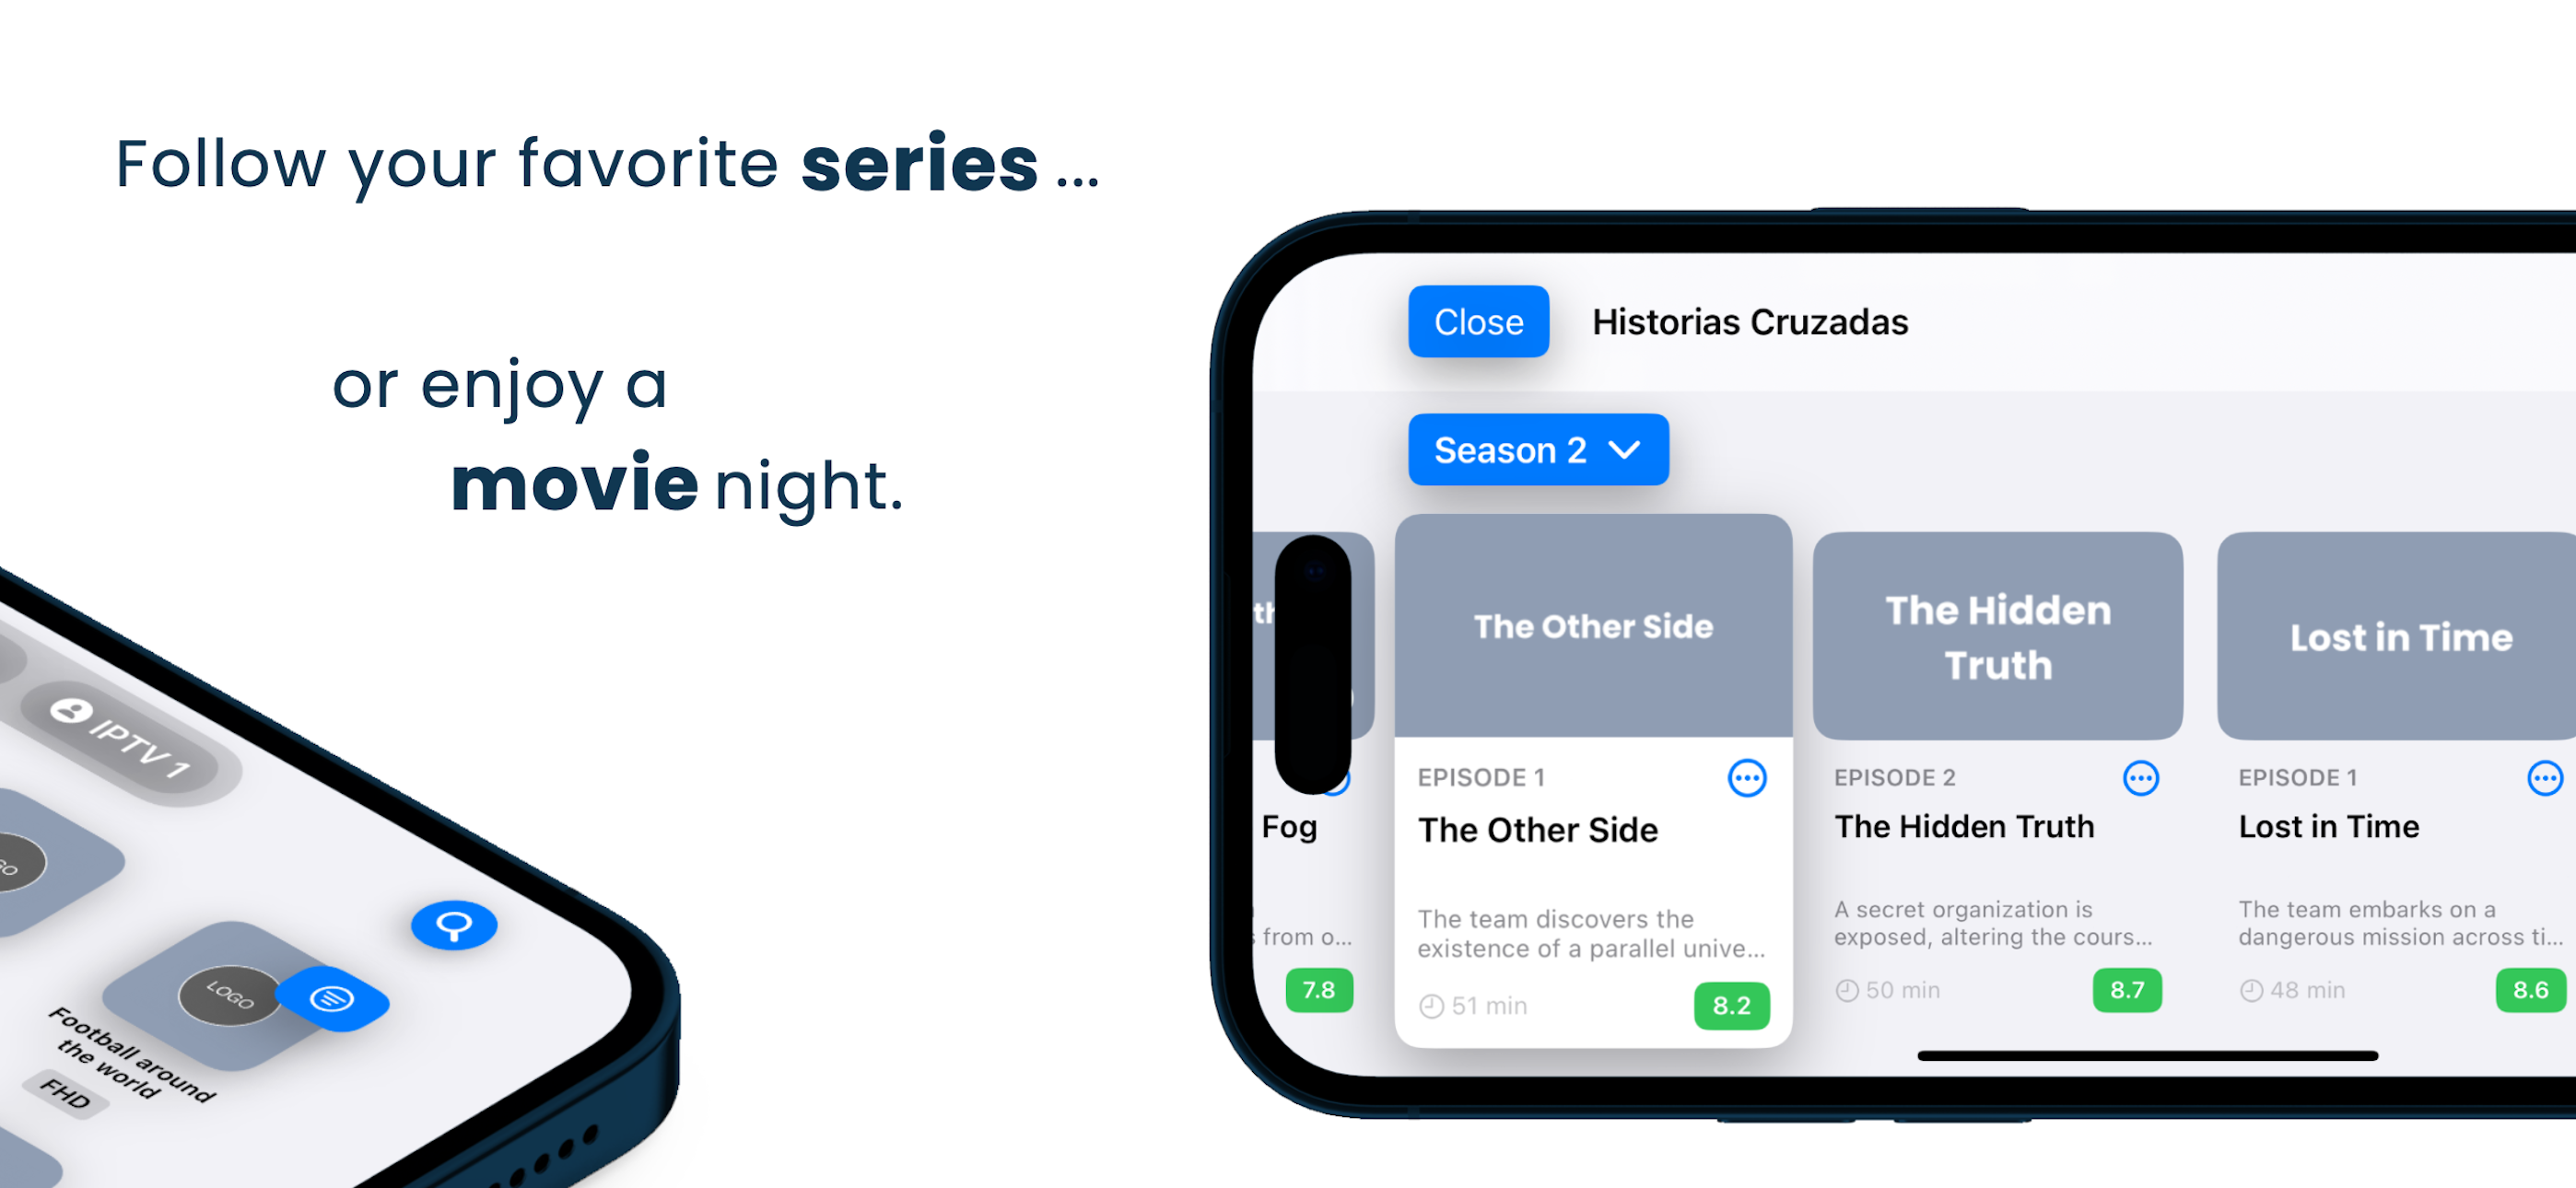 Follow your favorite series ...
or enjoy a
movie night.
IPTV 1
LOGO
Football around
the world
FHD
Close
Historias Cruzadas
Season 2
Fog
from o...
7.8
The Other Side
EPISODE 1
The Other Side
The team discovers the
existence of a parallel unive...
51 min
8.2
The Hidden
Truth
EPISODE 2
The Hidden Truth
A secret organization is
exposed, altering the cours...
50 min
8.7
Lost in Time
EPISODE 1
Lost in Time
The team embarks on a
dangerous mission across ti...
48 min
8.6